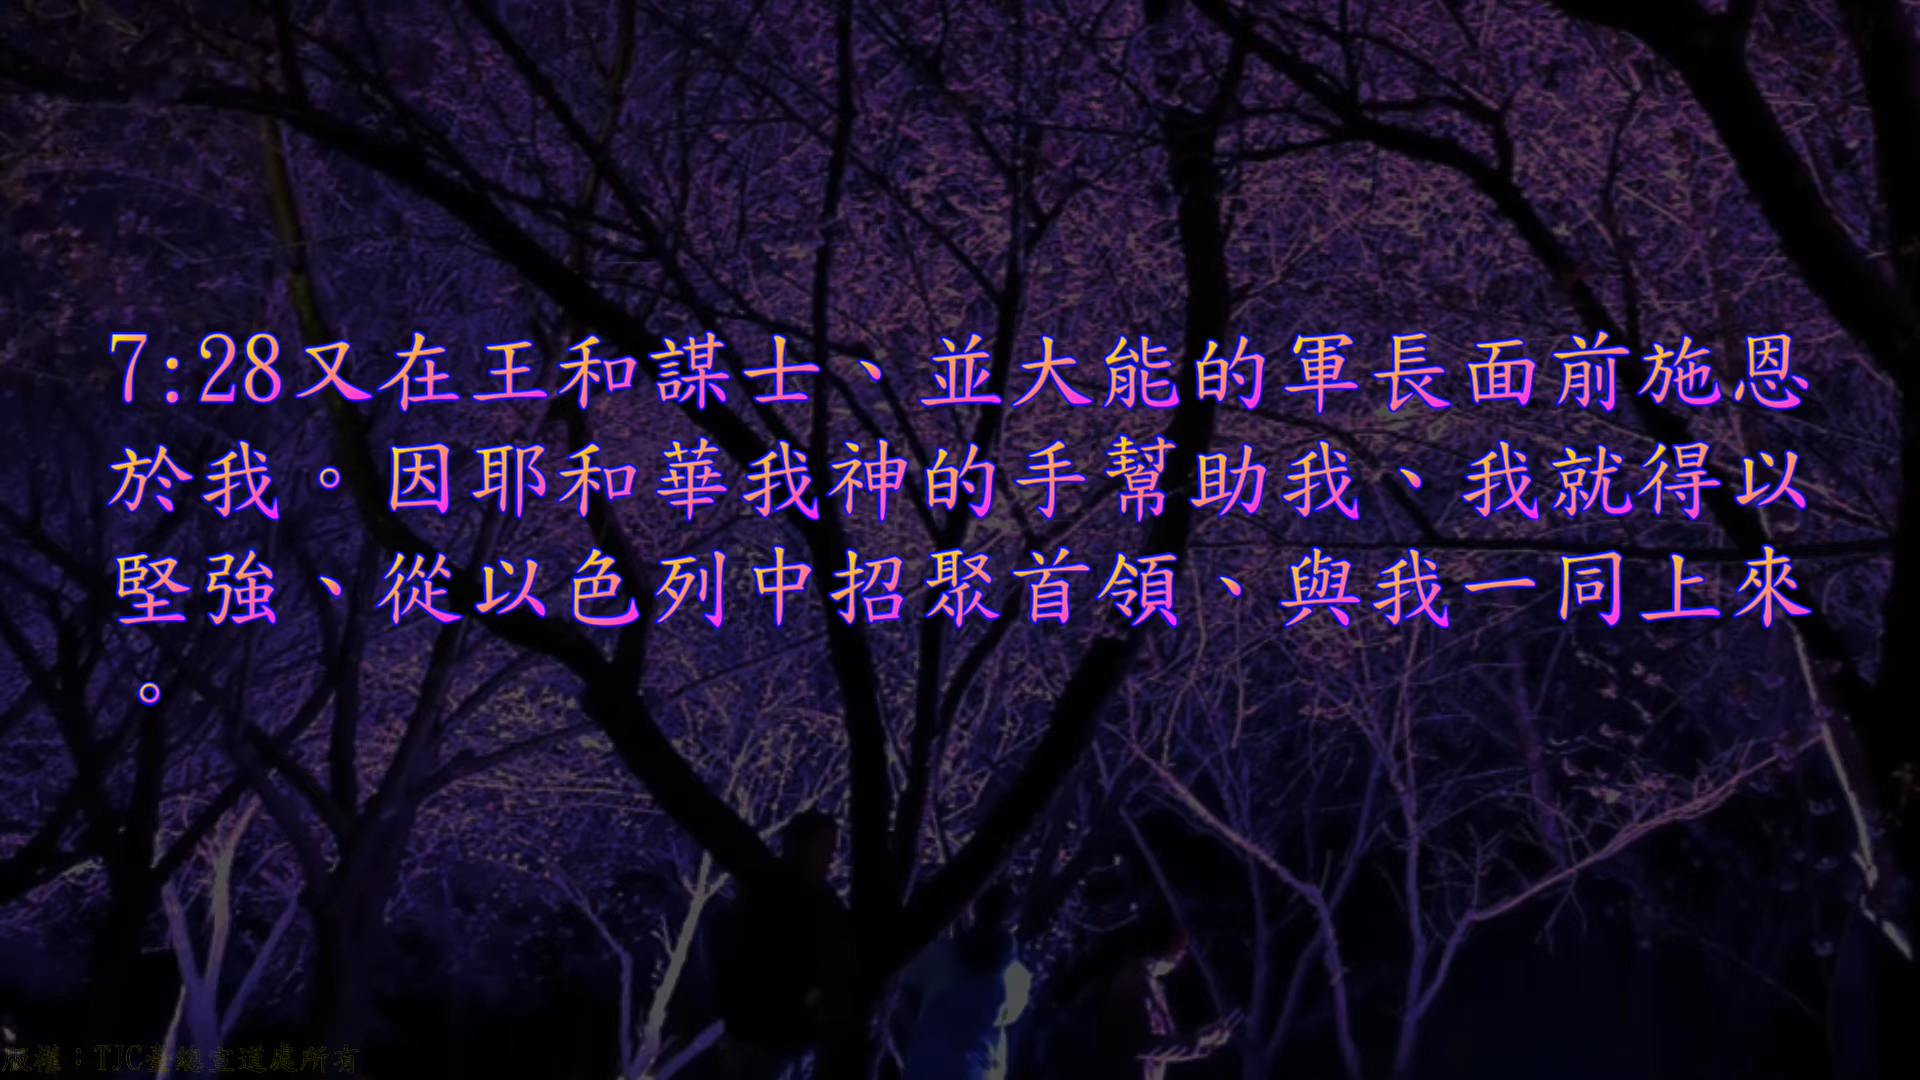 7:28又在王和謀士、並大能的軍長面前施恩
於我。因耶和華我神的手幫助我、我就得以
堅強、從以色列中招聚首領、與我一同上來
。
版權：TJC臺總宣道處所有